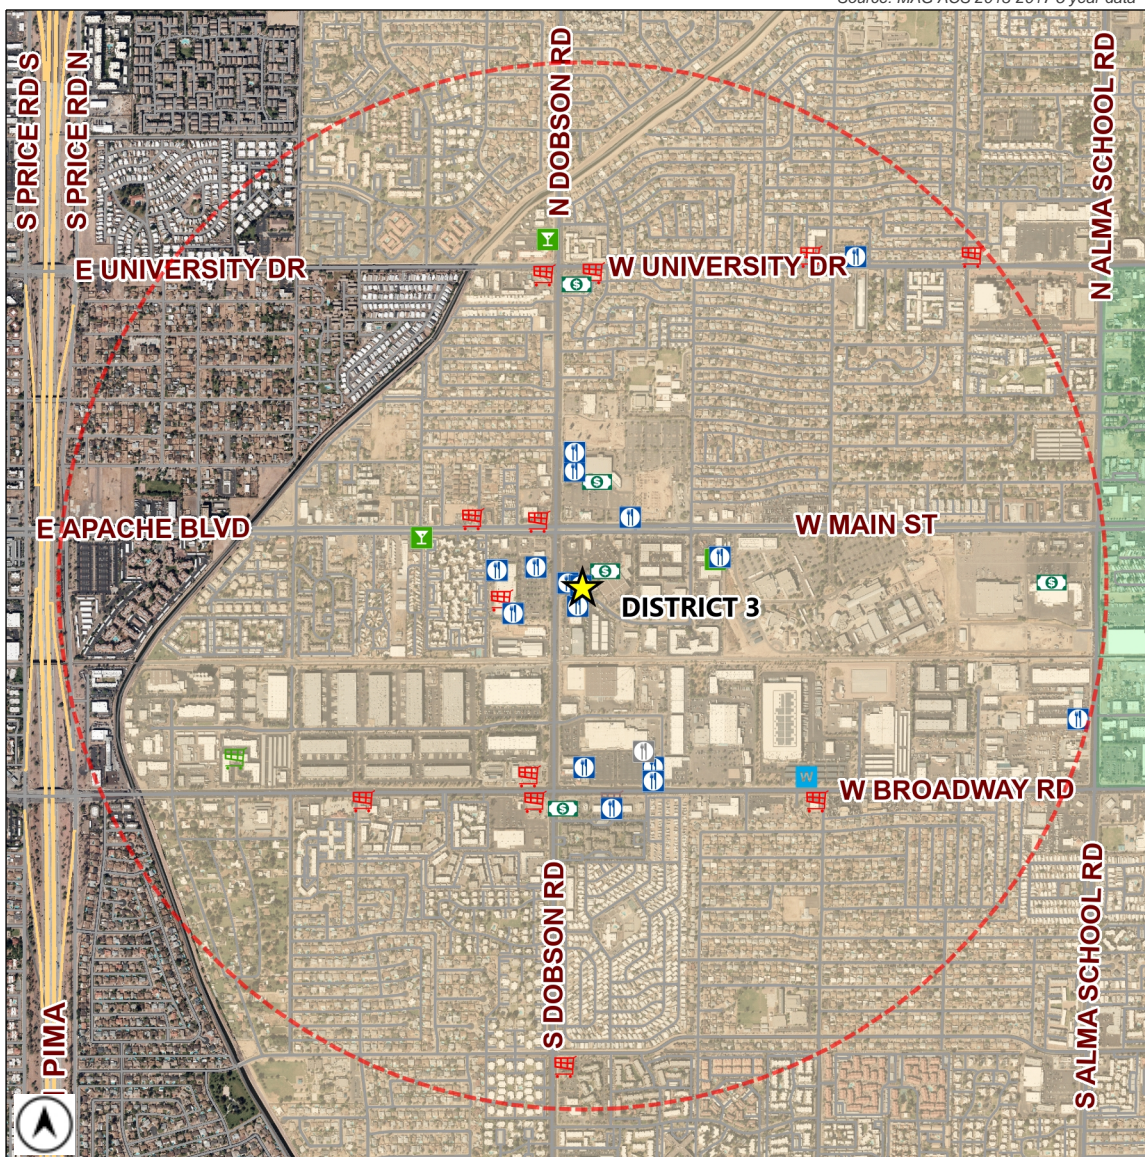 S PRICE RD S
S PRICE RD N
N DOBSON RD
N ALMA SCHOOL RD
E UNIVERSITY DR
W UNIVERSITY DR
$
$
E APACHE BLVD
W MAIN ST
$
$
DISTRICT 3
W
W BROADWAY RD
$
S DOBSON RD
S ALMA SCHOOL RD
PIMA